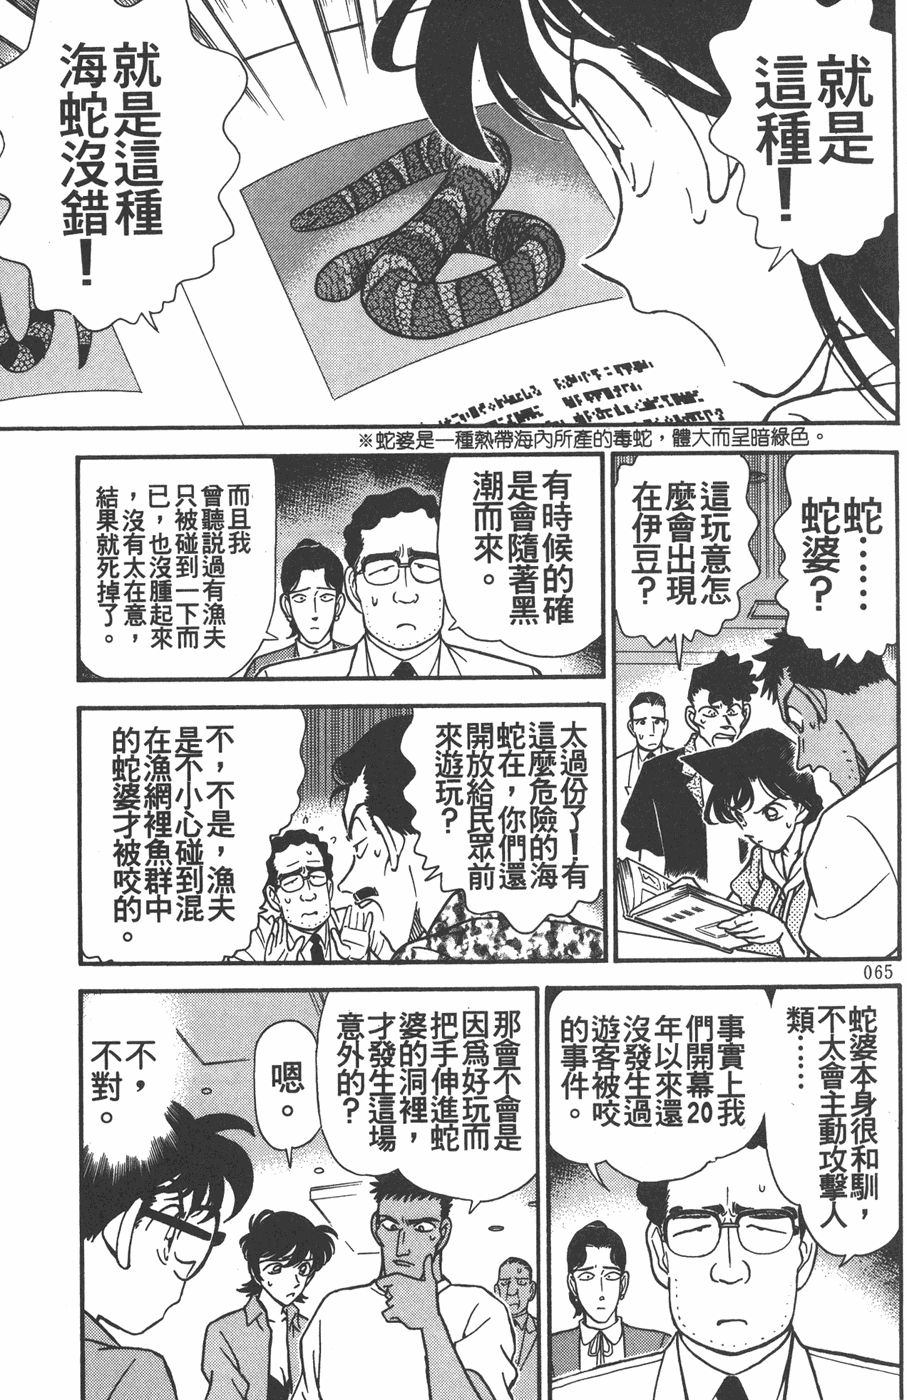 就是
這種！
就是這種
海蛇沒錯！
※蛇婆是一種熱帶海內所產的毒蛇，體大而呈暗綠色。
蛇……
蛇婆？
這玩意怎
麼會出現
在伊豆？
有時候的確
是會隨著黑
潮而來。
而且我
曾聽說過有漁夫
只被碰到一下而
已，也沒腫起來
，沒有太在意，
結果就死掉了。
太過份了！有
這麼危險的海
蛇在，你們還
開放給民眾前
來遊玩？
不，不是，漁夫
是不小心碰到混
在漁網裡魚群中
的蛇婆才被咬的。
065
蛇婆本身很和馴，
不太會主動攻擊人
類……
事實上我
們開幕20
年以來還
沒發生過
遊客被咬
的事件。
那會不會是
因為好玩而
把手伸進蛇
婆的洞裡，
才發生這場
意外的？
嗯。
不，
不對。